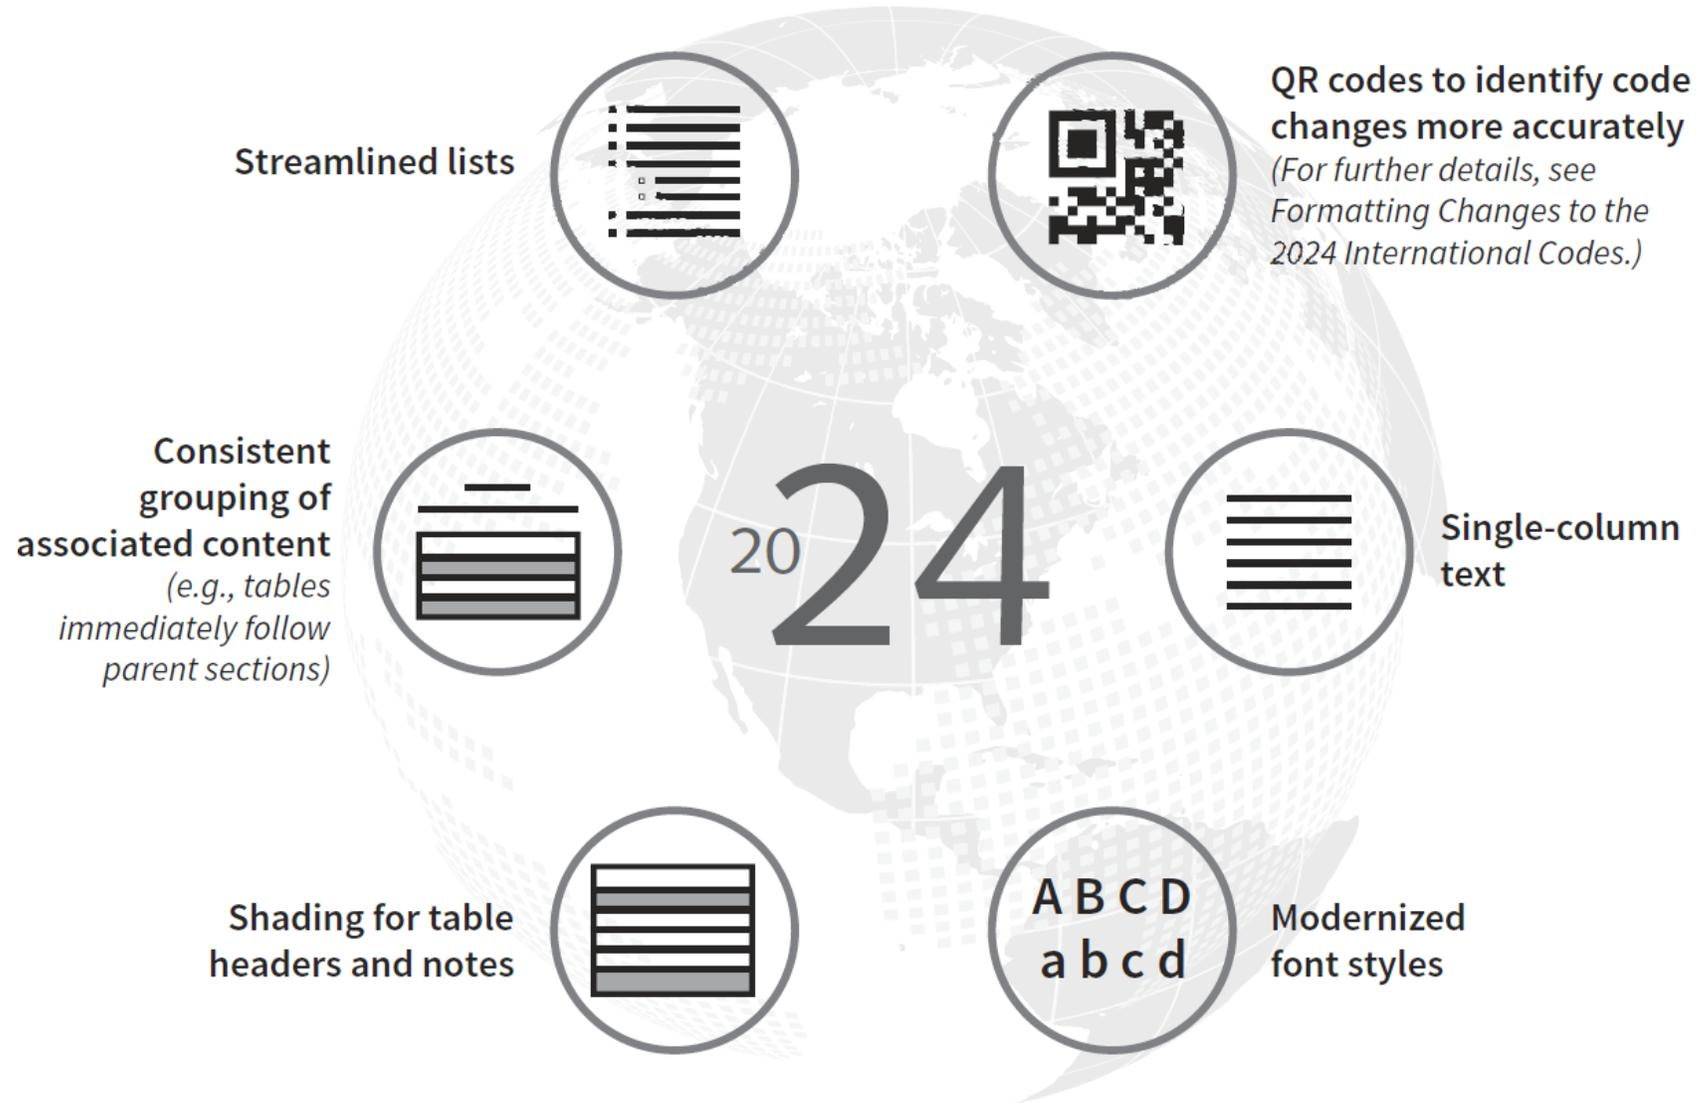 Streamlined lists
QR codes to identify code
changes more accurately
(For further details, see
Formatting Changes to the
2024 International Codes.)
Consistent
grouping of
associated content
(e.g., tables
immediately follow
parent sections)
2024
Single-column
text
Shading for table
headers and notes
A B C D
a b c d
Modernized
font styles